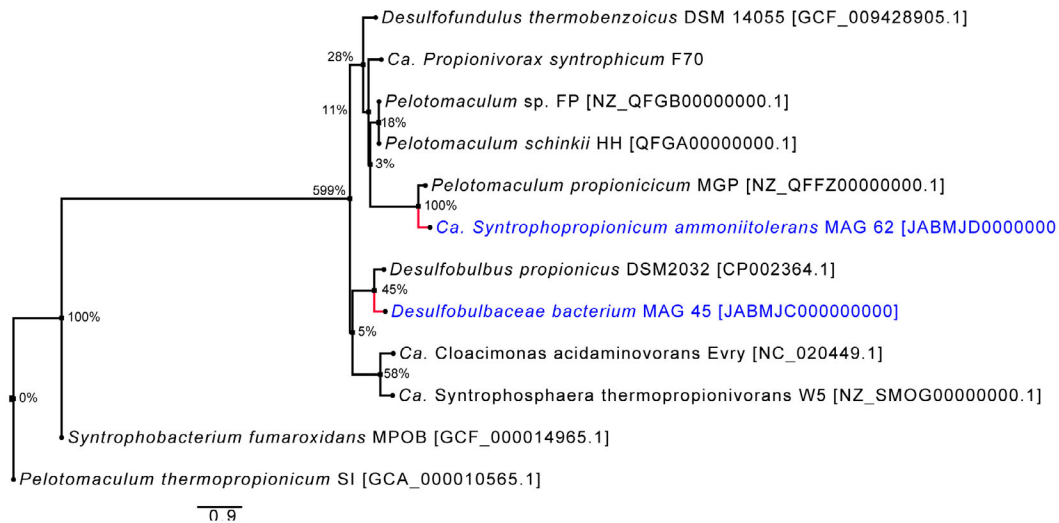 Desulfofundulus thermobenzoicus DSM 14055 [GCF_009428905.1]
28%
Ca. Propionivorax syntrophicum F70
11%
Pelotomaculum sp. FP [NZ_QFGB00000000.1]
18%
Pelotomaculum schinkii HH [QFGA00000000.1]
3%
Pelotomaculum propionicicum MGP [NZ_QFFZ00000000.1]
599%
100%
Ca. Syntrophopropionicum ammoniitolerans MAG 62 [JABMJD0000000
Desulfobulbus propionicus DSM2032 [CP002364.1]
45%
Desulfobulbaceae bacterium MAG 45 [JABMJC000000000]
100%
5%
Ca. Cloacimonas acidaminovorans Evry [NC_020449.1]
58%
Ca. Syntrophosphaera thermopropionivorans W5 [NZ_SMOG00000000.1]
0%
Syntrophobacterium fumaroxidans MPOB [GCF_000014965.1]
Pelotomaculum thermopropionicum SI [GCA_000010565.1]
0.9